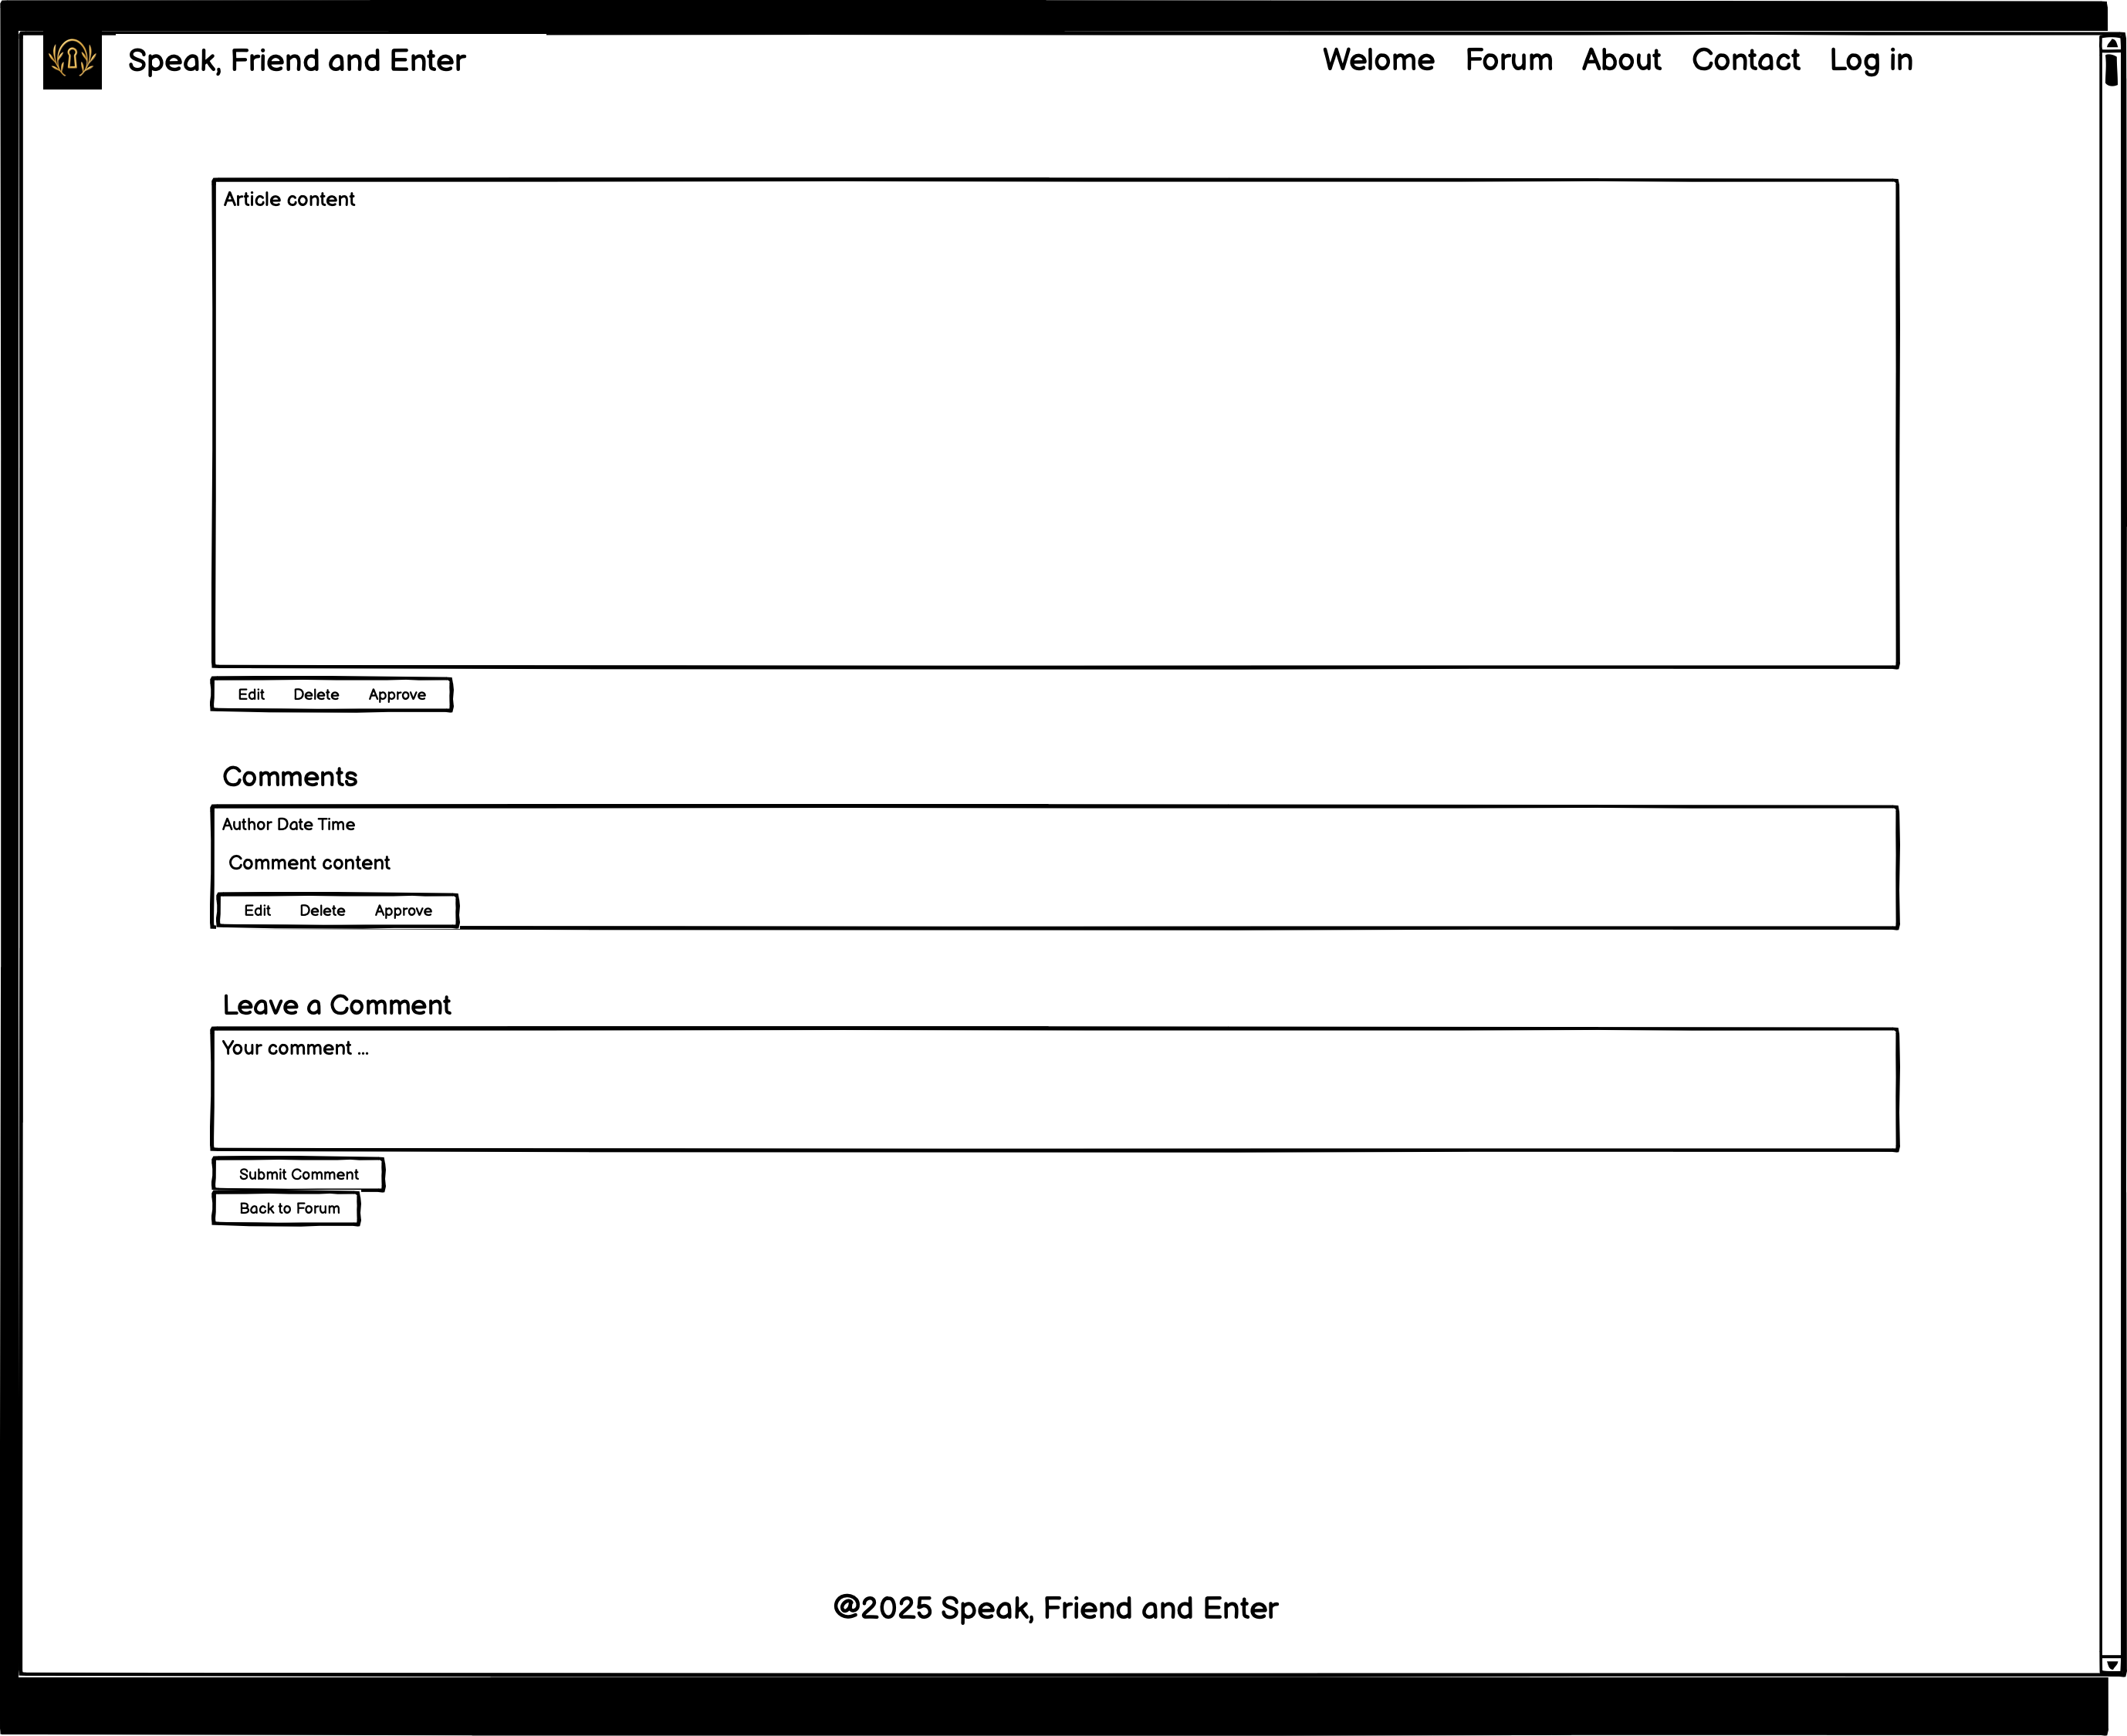 Speak, Friend and Enter Welome Forum About Contact Log in
Article content
Edit Delete Approve
Comments
Author Date Time
Comment content
Edit Delete Approve
Leave a Comment
Your comment ...
Submit Comment
Back to Forum
@2025 Speak, Friend and Enter